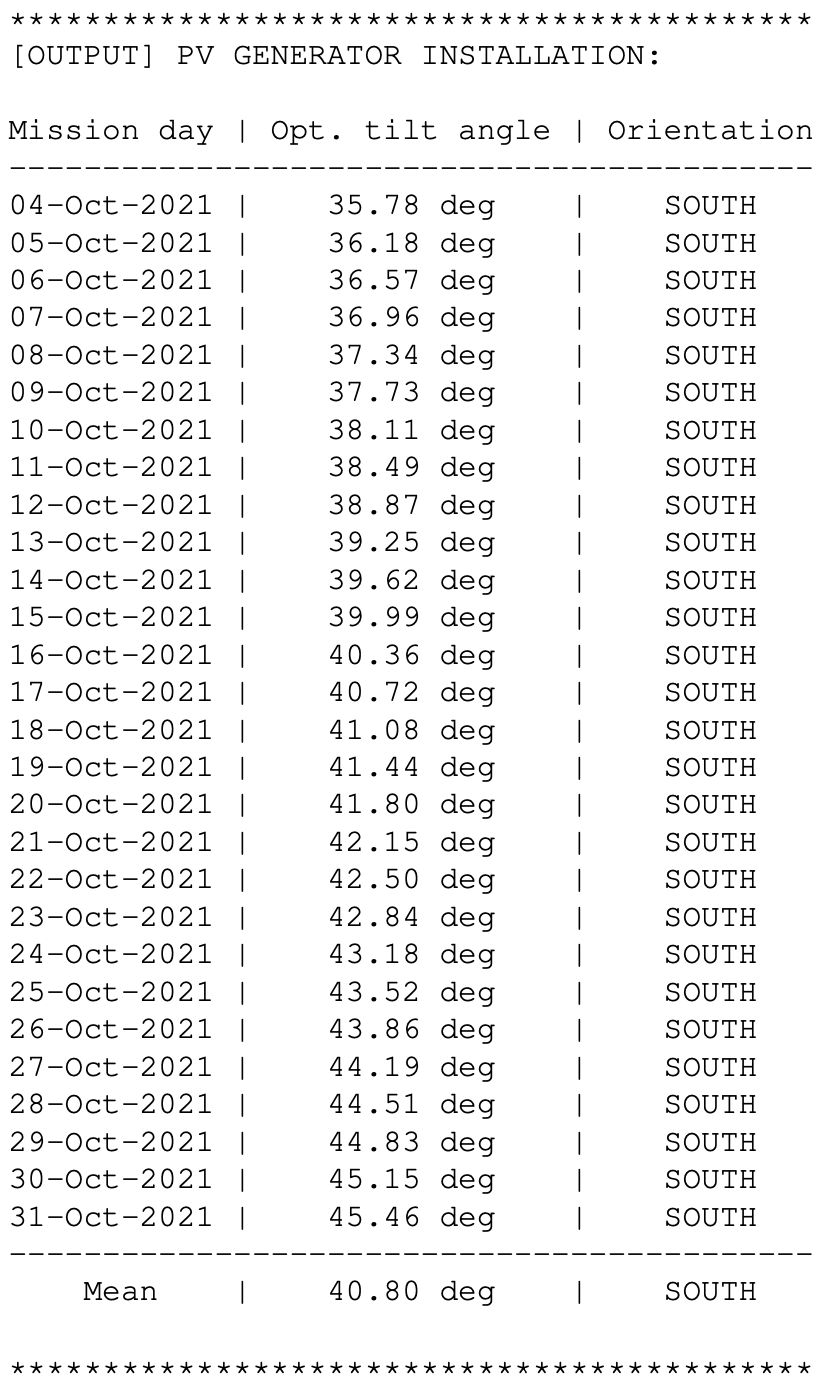 *******************************************
[OUTPUT] PV GENERATOR INSTALLATION:
Mission day | Opt. tilt angle | Orientation
-------------------------------------------
04-Oct-2021 |    35.78 deg    |    SOUTH
05-Oct-2021 |    36.18 deg    |    SOUTH
06-Oct-2021 |    36.57 deg    |    SOUTH
07-Oct-2021 |    36.96 deg    |    SOUTH
08-Oct-2021 |    37.34 deg    |    SOUTH
09-Oct-2021 |    37.73 deg    |    SOUTH
10-Oct-2021 |    38.11 deg    |    SOUTH
11-Oct-2021 |    38.49 deg    |    SOUTH
12-Oct-2021 |    38.87 deg    |    SOUTH
13-Oct-2021 |    39.25 deg    |    SOUTH
14-Oct-2021 |    39.62 deg    |    SOUTH
15-Oct-2021 |    39.99 deg    |    SOUTH
16-Oct-2021 |    40.36 deg    |    SOUTH
17-Oct-2021 |    40.72 deg    |    SOUTH
18-Oct-2021 |    41.08 deg    |    SOUTH
19-Oct-2021 |    41.44 deg    |    SOUTH
20-Oct-2021 |    41.80 deg    |    SOUTH
21-Oct-2021 |    42.15 deg    |    SOUTH
22-Oct-2021 |    42.50 deg    |    SOUTH
23-Oct-2021 |    42.84 deg    |    SOUTH
24-Oct-2021 |    43.18 deg    |    SOUTH
25-Oct-2021 |    43.52 deg    |    SOUTH
26-Oct-2021 |    43.86 deg    |    SOUTH
27-Oct-2021 |    44.19 deg    |    SOUTH
28-Oct-2021 |    44.51 deg    |    SOUTH
29-Oct-2021 |    44.83 deg    |    SOUTH
30-Oct-2021 |    45.15 deg    |    SOUTH
31-Oct-2021 |    45.46 deg    |    SOUTH
-------------------------------------------
    Mean    |    40.80 deg    |    SOUTH
*******************************************